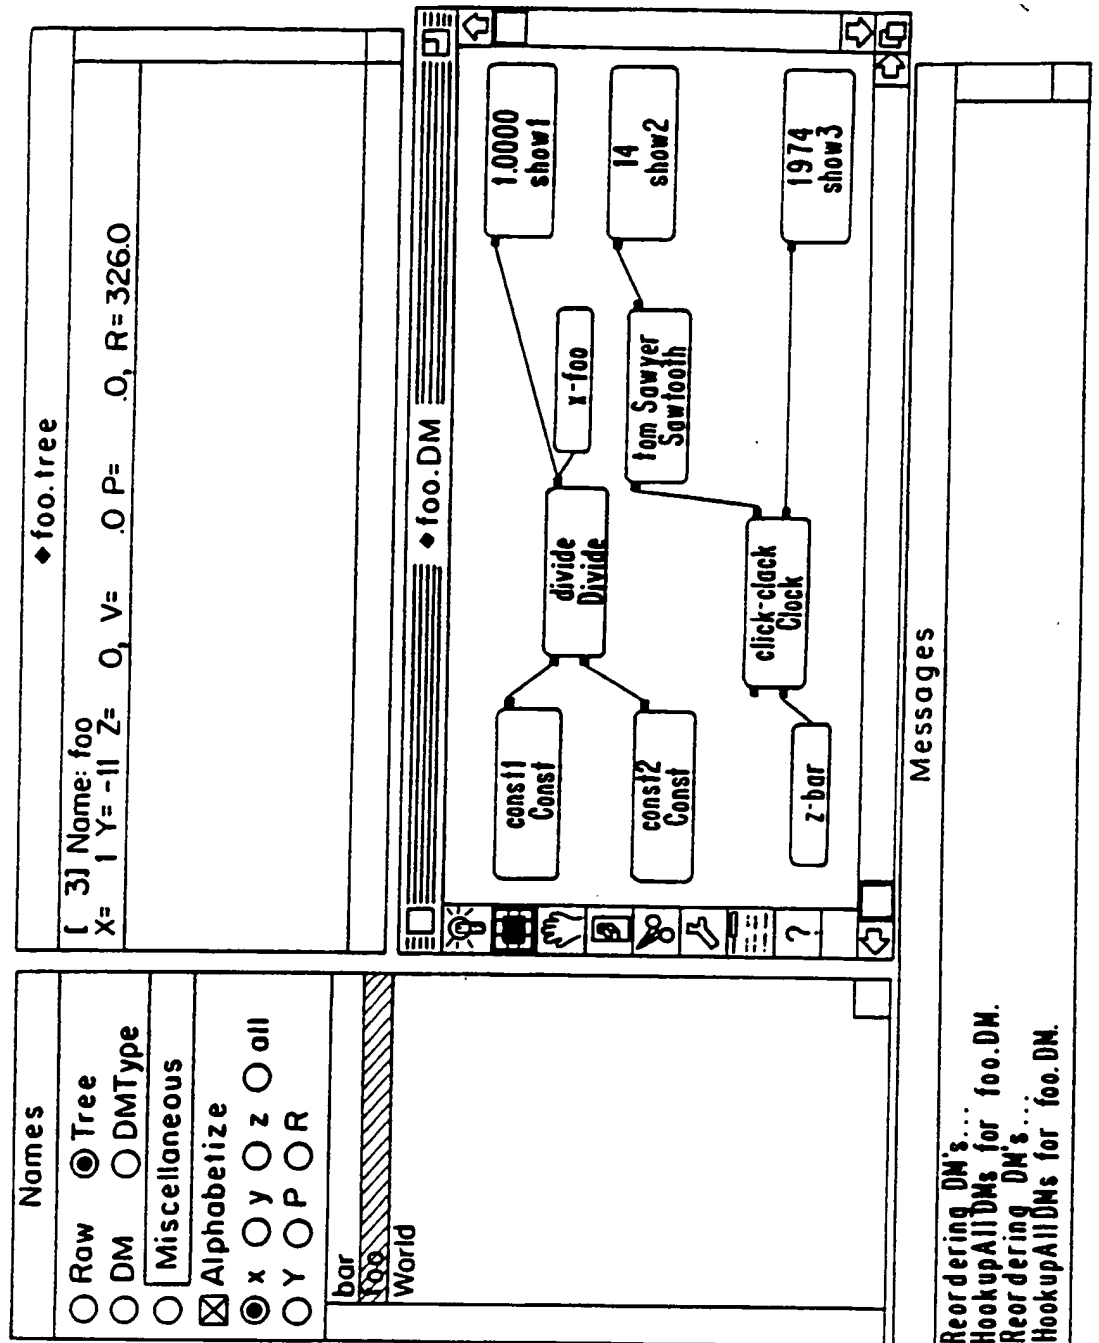 Names
Raw Tree
DM DMType
Miscellaneous
Alphabetize
x y z all
Y P R
bar
foo
World
◆foo.tree
[ 3] Name: foo
X= 1 Y= -11 Z= 0, V= .0 P= .0, R= 326.0
◆foo.DM
?
const1
Const
const2
Const
z-bar
divide
Divide
click-clack
Clock
x-foo
tom Sawyer
Sawtooth
1.0000
show1
14
show2
1974
show3
Messages
Reordering DM's...
HookupAllDMs for foo.DM.
Reordering DM's...
HookupAllDMs for foo.DM.